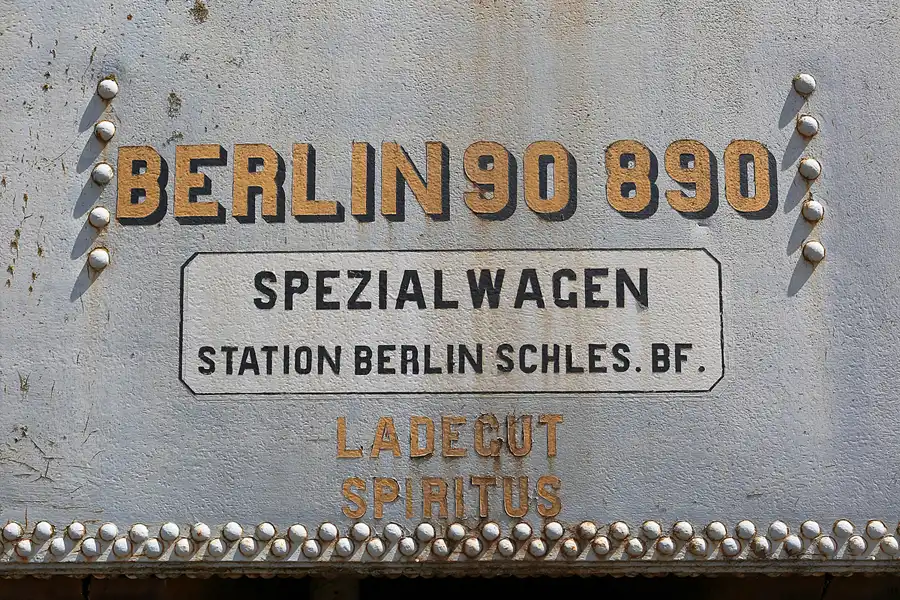 BERLIN 90 890
SPEZIALWAGEN
STATION BERLIN SCHLES. BF.
LADEGUT
SPIRITUS